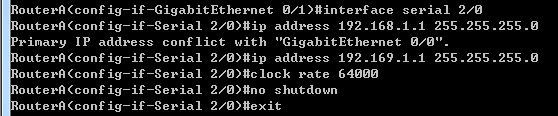 RouterA(config-if-GigabitEthernet 0/1)#interface serial 2/0
RouterA(config-if-Serial 2/0)#ip address 192.168.1.1 255.255.255.0
Primary IP address conflict with "GigabitEthernet 0/0".
RouterA(config-if-Serial 2/0)#ip address 192.169.1.1 255.255.255.0
RouterA(config-if-Serial 2/0)#clock rate 64000
RouterA(config-if-Serial 2/0)#no shutdown
RouterA(config-if-Serial 2/0)#exit